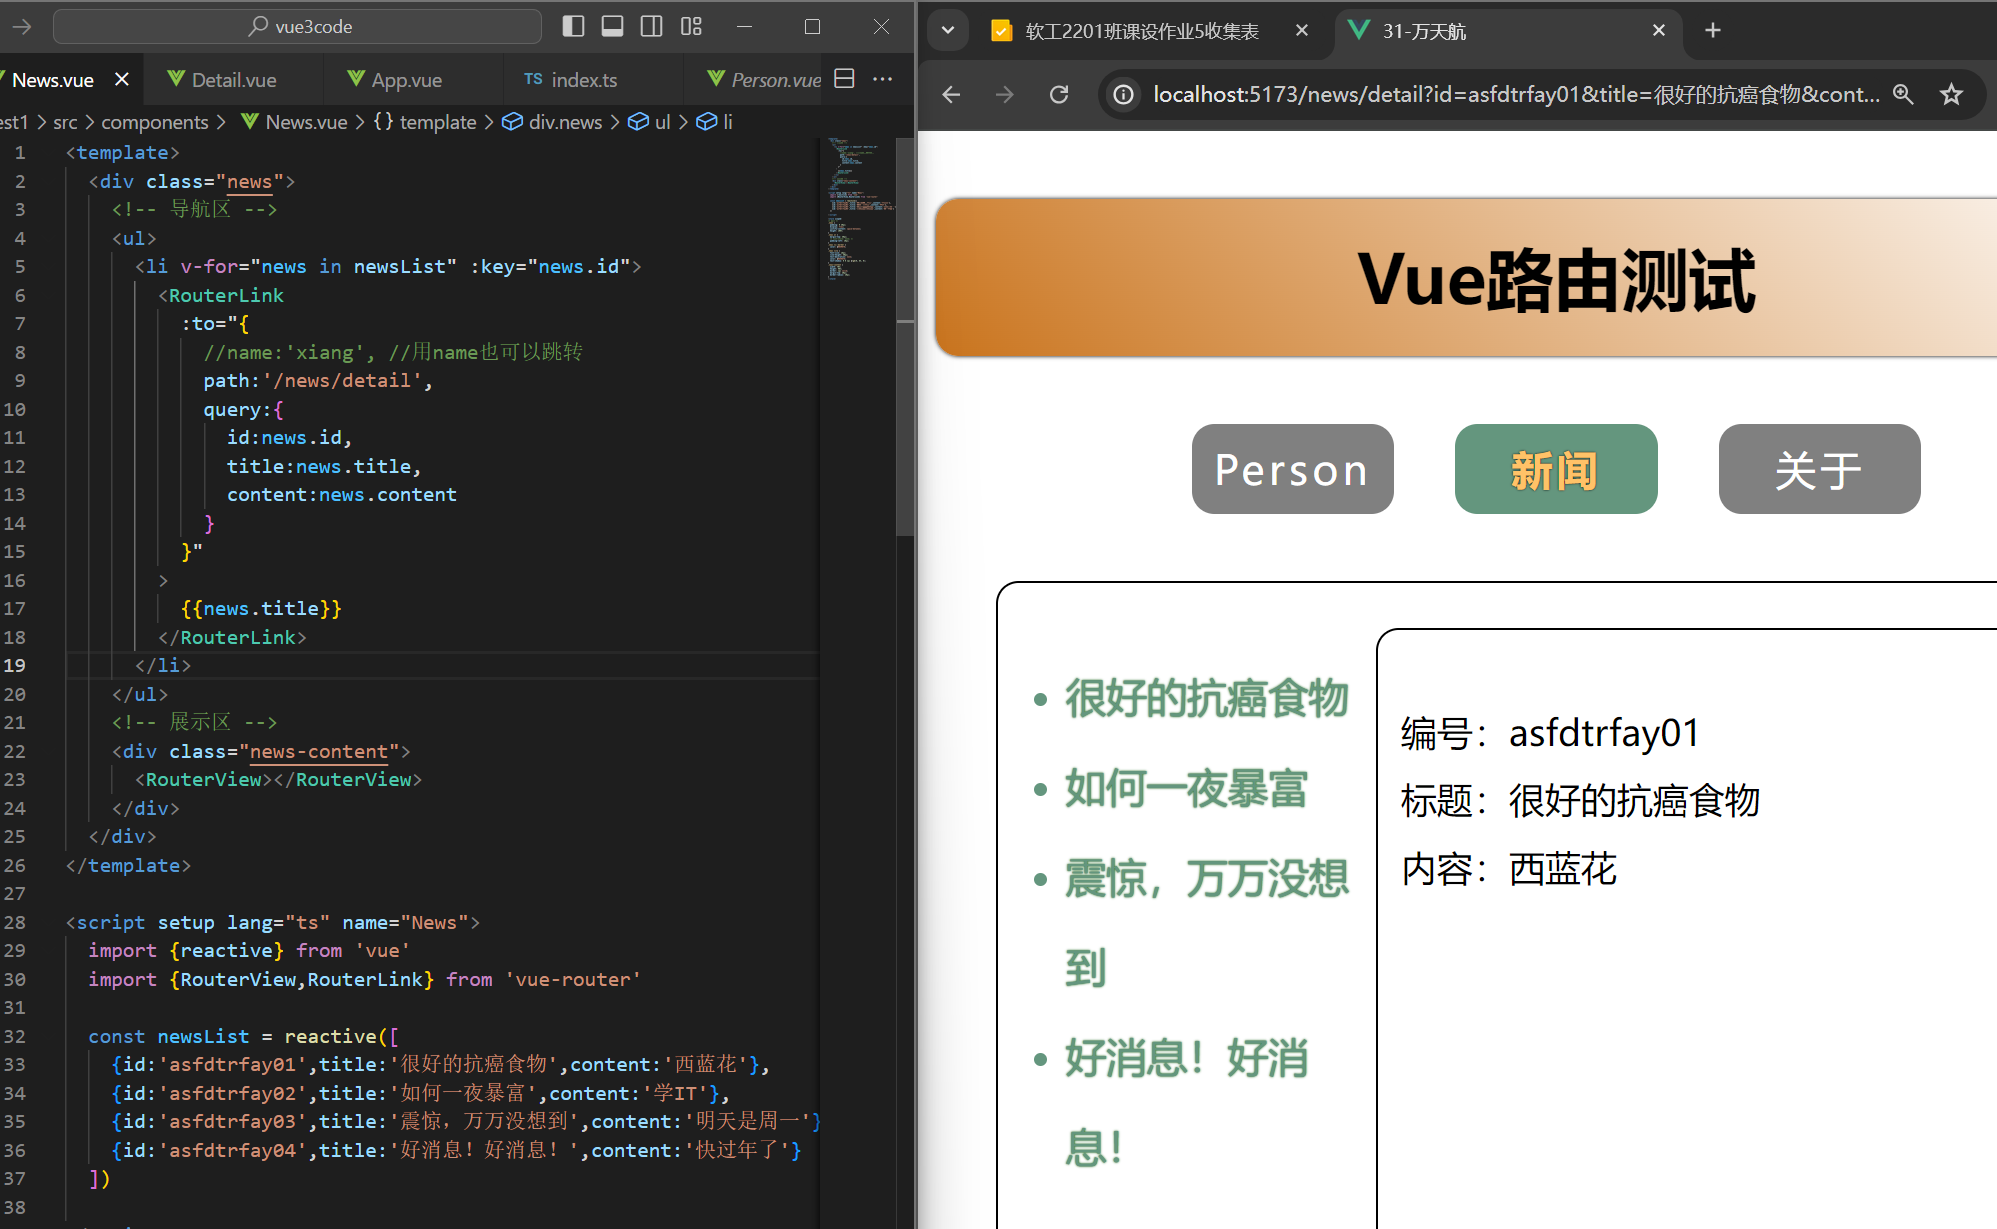 vue3code
News.vue
Detail.vue
App.vue
TS index.ts
Person.vue
est1 > src > components > News.vue > {} template > div.news > ul > li
1 <template>
2 <div class="news">
3 <!-- 导航区 -->
4 <ul>
5 <li v-for="news in newsList" :key="news.id">
6 <RouterLink
7 :to="{
8 //name:'xiang', //用name也可以跳转
9 path:'/news/detail',
10 query:{
11 id:news.id,
12 title:news.title,
13 content:news.content
14 }
15 }"
16 >
17 {{news.title}}
18 </RouterLink>
19 </li>
20 </ul>
21 <!-- 展示区 -->
22 <div class="news-content">
23 <RouterView></RouterView>
24 </div>
25 </div>
26 </template>
27
28 <script setup lang="ts" name="News">
29 import {reactive} from 'vue'
30 import {RouterView,RouterLink} from 'vue-router'
31
32 const newsList = reactive([
33 {id:'asfdtrfay01',title:'很好的抗癌食物',content:'西蓝花'},
34 {id:'asfdtrfay02',title:'如何一夜暴富',content:'学IT'},
35 {id:'asfdtrfay03',title:'震惊，万万没想到',content:'明天是周一'}
36 {id:'asfdtrfay04',title:'好消息！好消息！',content:'快过年了'}
37 ])
38
软工2201班课设作业5收集表
31-万天航
localhost:5173/news/detail?id=asfdtrfay01&title=很好的抗癌食物&cont...
Vue路由测试
Person
新闻
关于
很好的抗癌食物
如何一夜暴富
震惊，万万没想
到
好消息！好消
息！
编号：asfdtrfay01
标题：很好的抗癌食物
内容：西蓝花